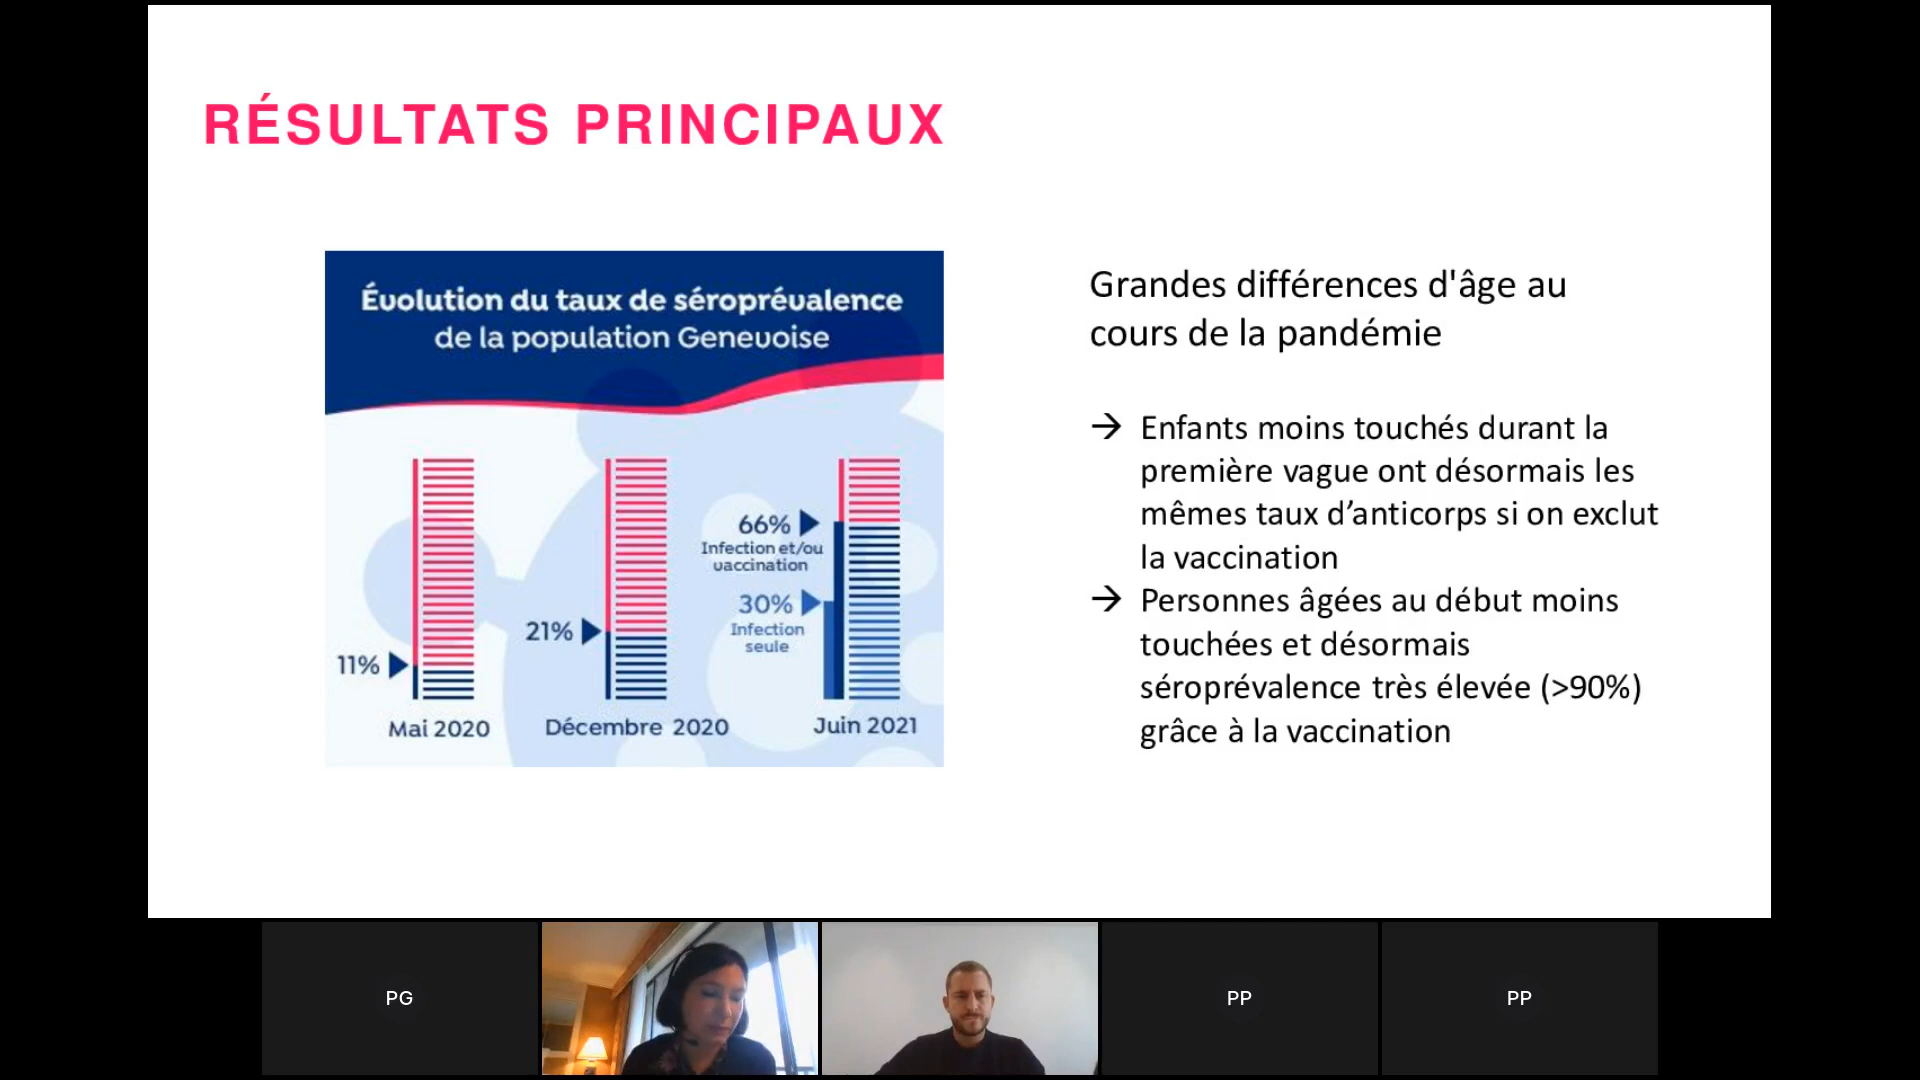 RÉSULTATS PRINCIPAUX
Évolution du taux de séroprévalence
de la population Genevoise
66%
Infection et/ou
vaccination
30%
Infection
seule
21%
11%
Mai 2020
Décembre 2020
Juin 2021
Grandes différences d'âge au
cours de la pandémie
→ Enfants moins touchés durant la
première vague ont désormais les
mêmes taux d’anticorps si on exclut
la vaccination
→ Personnes âgées au début moins
touchées et désormais
séroprévalence très élevée (>90%)
grâce à la vaccination
PG
PP
PP